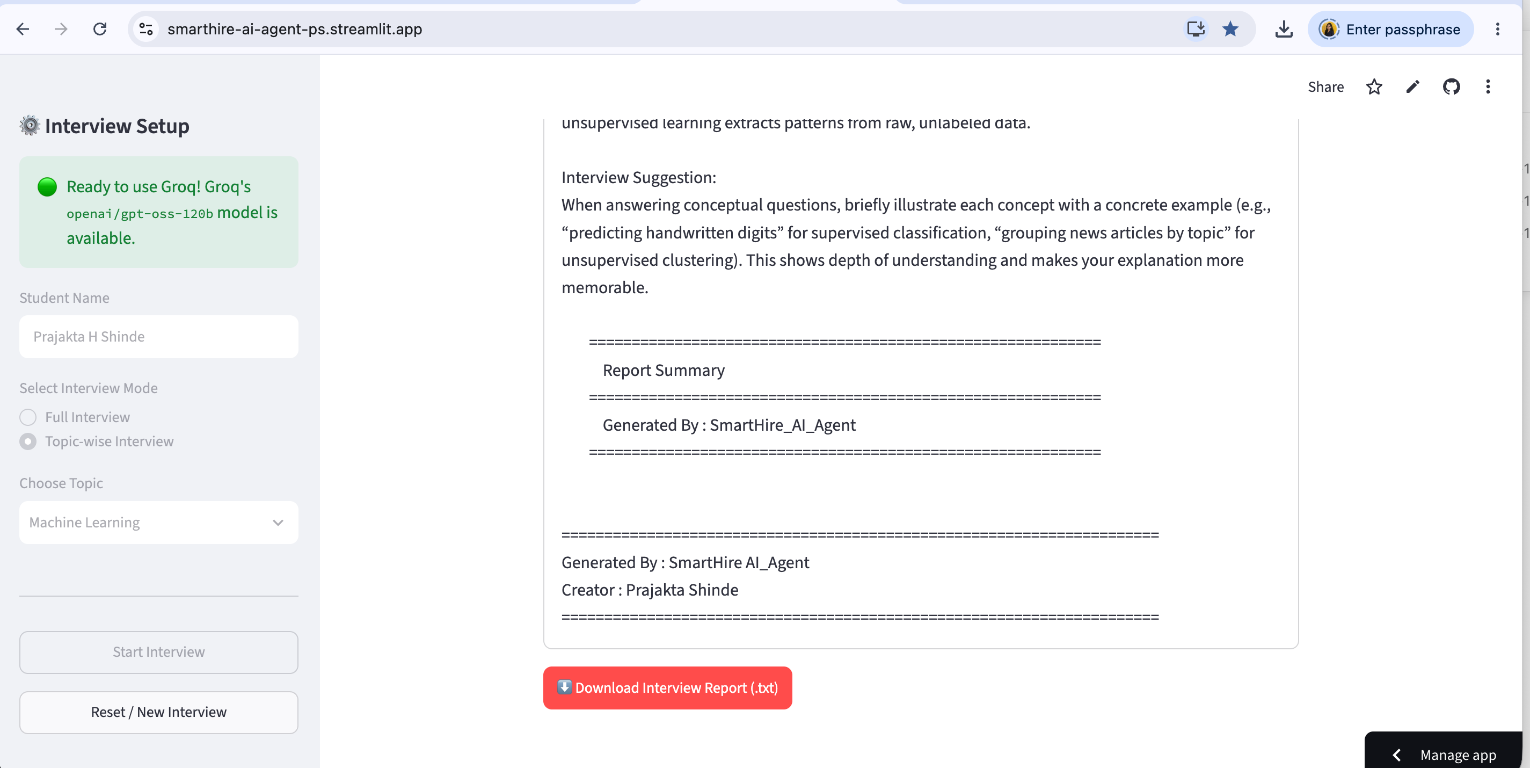 smarthire-ai-agent-ps.streamlit.app
Enter passphrase
Share
Interview Setup
Ready to use Groq! Groq's
openai/gpt-oss-120b model is
available.
Student Name
Prajakta H Shinde
Select Interview Mode
Full Interview
Topic-wise Interview
Choose Topic
Machine Learning
Start Interview
Reset / New Interview
unsupervised learning extracts patterns from raw, unlabeled data.
Interview Suggestion:
When answering conceptual questions, briefly illustrate each concept with a concrete example (e.g.,
“predicting handwritten digits” for supervised classification, “grouping news articles by topic” for
unsupervised clustering). This shows depth of understanding and makes your explanation more
memorable.
============================================================
Report Summary
============================================================
Generated By : SmartHire_AI_Agent
============================================================
======================================================================
Generated By : SmartHire AI_Agent
Creator : Prajakta Shinde
======================================================================
Download Interview Report (.txt)
Manage app